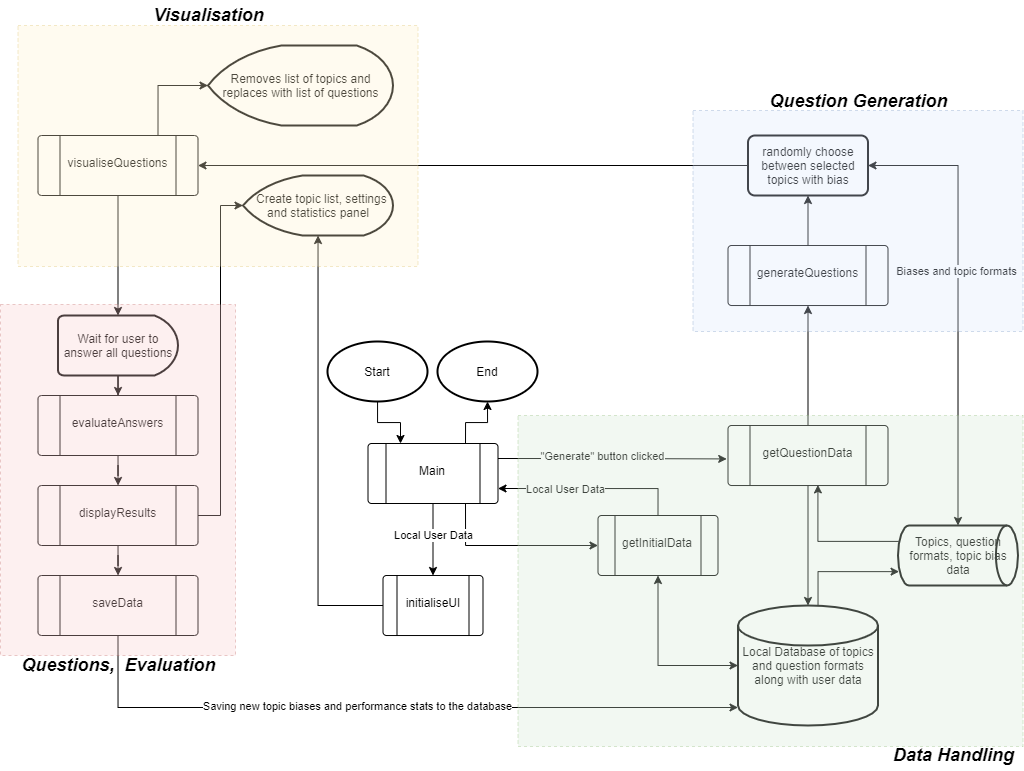 Visualisation
Removes list of topics and
replaces with list of questions
visualiseQuestions
Create topic list, settings
and statistics panel
Question Generation
randomly choose
between selected
topics with bias
generateQuestions
Biases and topic formats
Wait for user to
answer all questions
evaluateAnswers
displayResults
saveData
Questions, Evaluation
Start
End
Main
"Generate" button clicked
Local User Data
Local User Data
initialiseUI
getQuestionData
getInitialData
Topics, question
formats, topic bias
data
Local Database of topics
and question formats
along with user data
Saving new topic biases and performance stats to the database
Data Handling